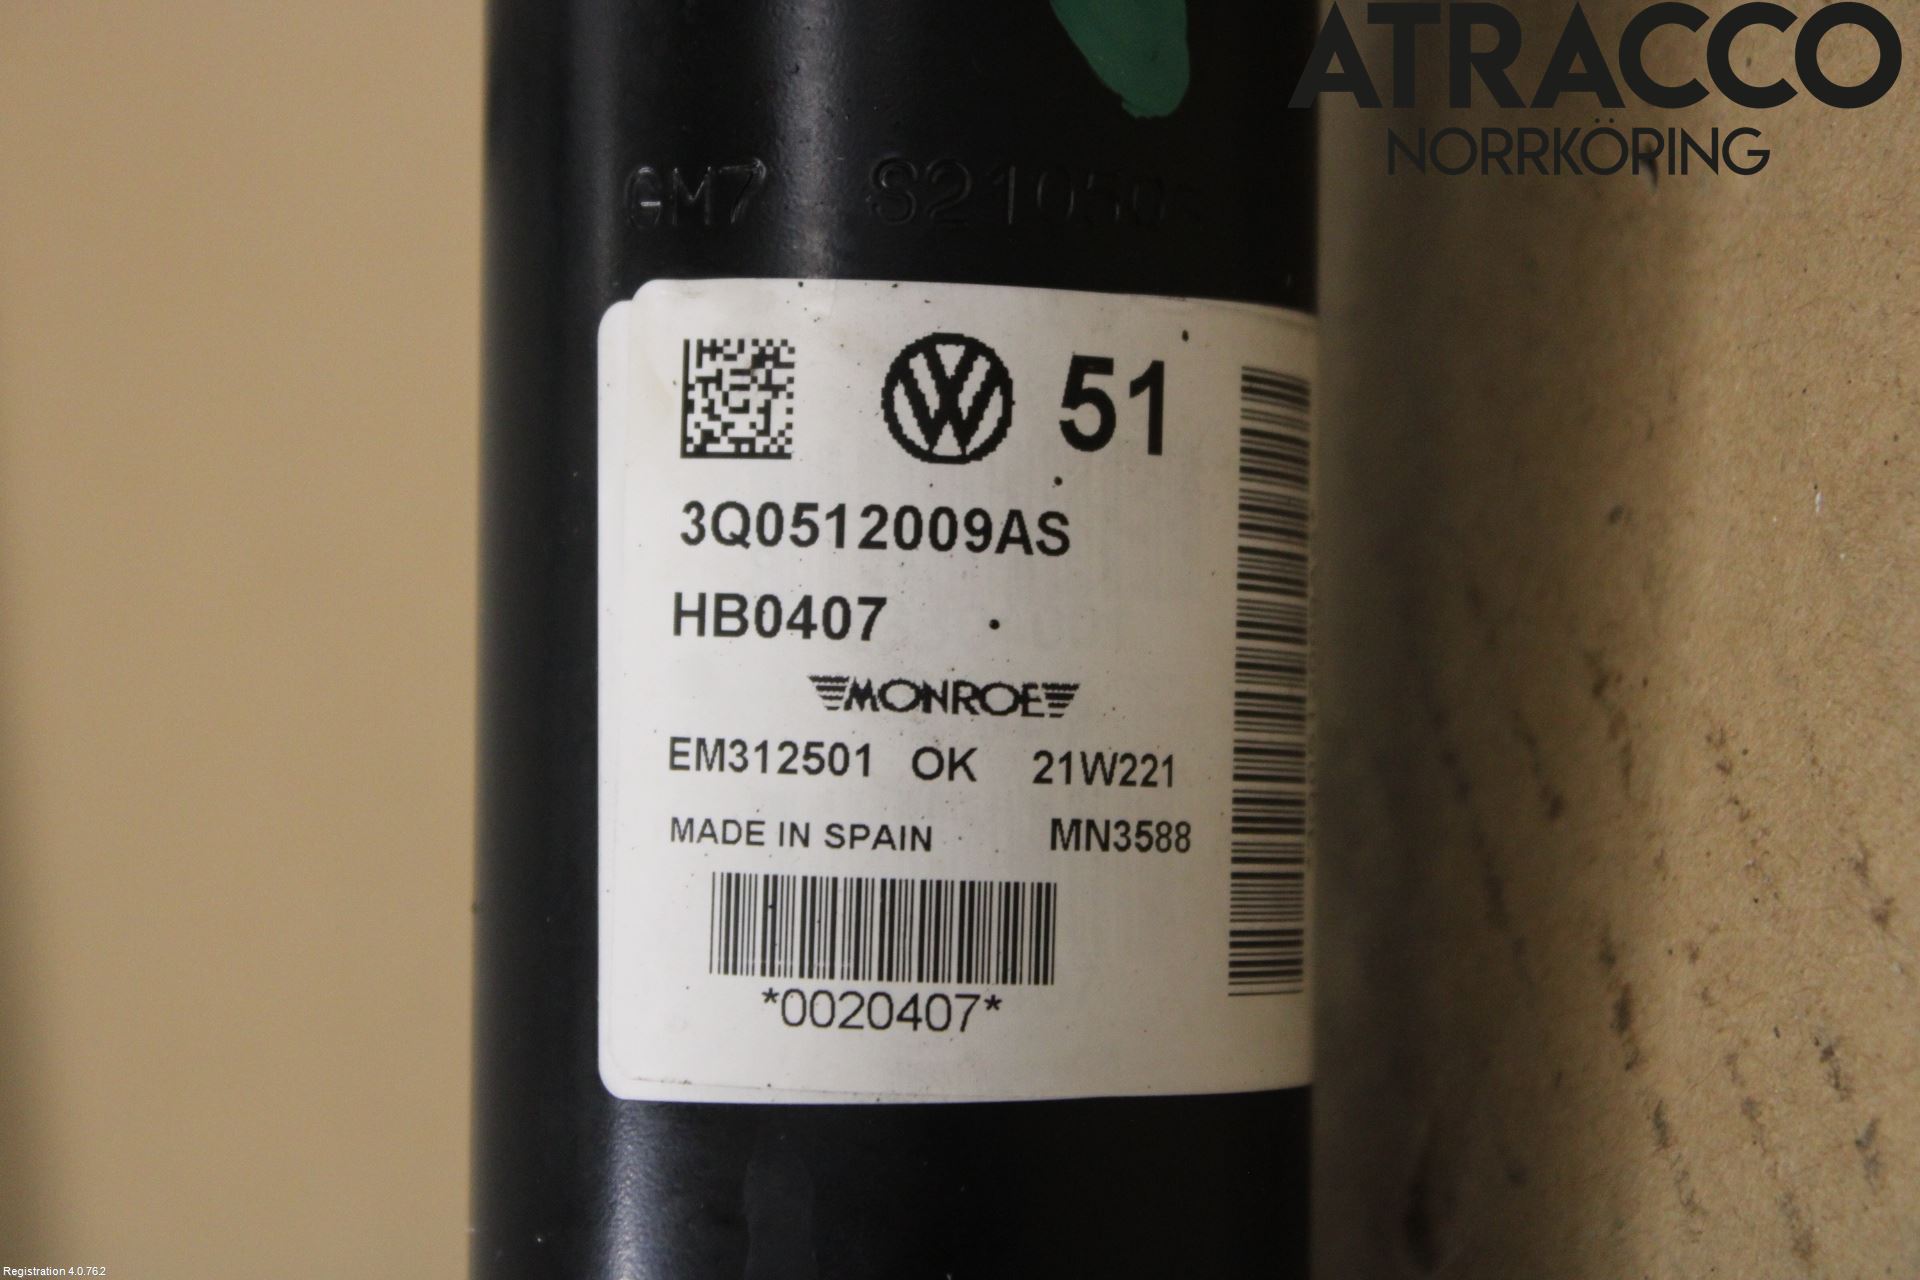 ATRACCO
NORRKÖRING
GM7 S21050
51
3Q0512009AS
HB0407
MONROE
EM312501 OK 21W221
MADE IN SPAIN MN3588
*0020407*
Registration 4.0.762